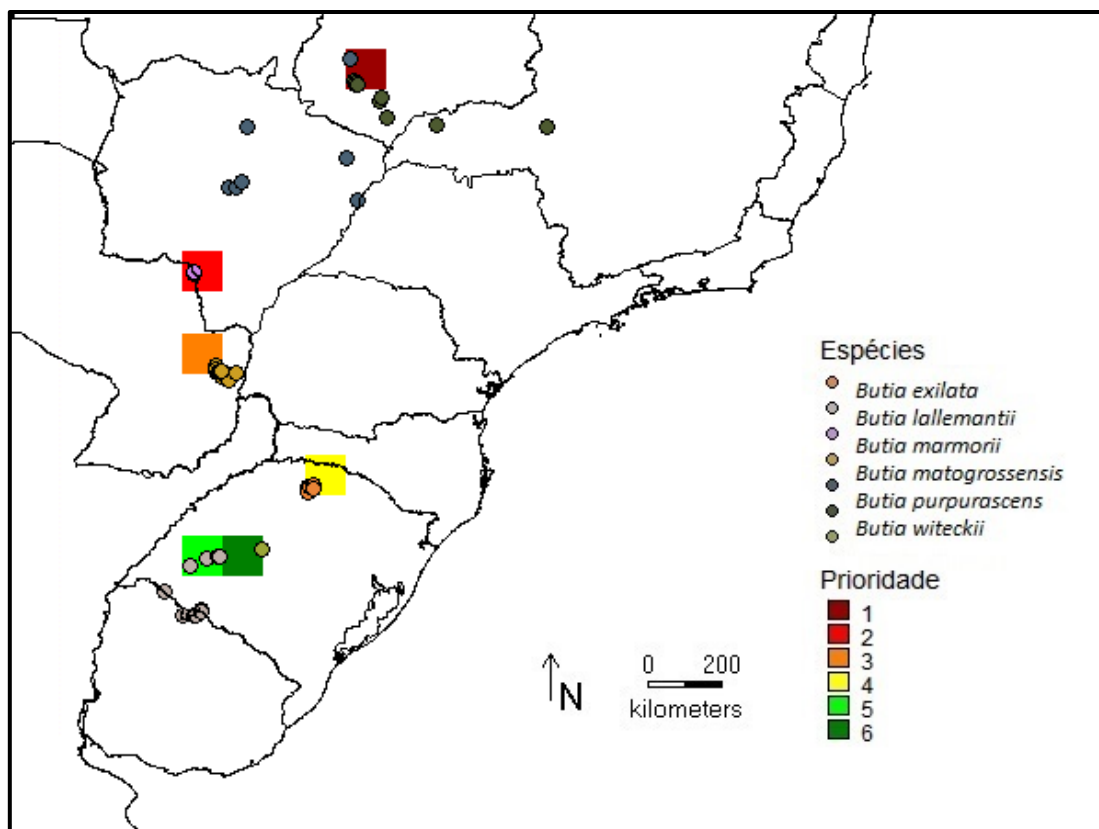 Espécies
Butia exilata
Butia lallemantii
Butia marmorii
Butia matogrossensis
Butia purpurascens
Butia witeckii
Prioridade
1
2
3
4
5
6
N
0 200
kilometers